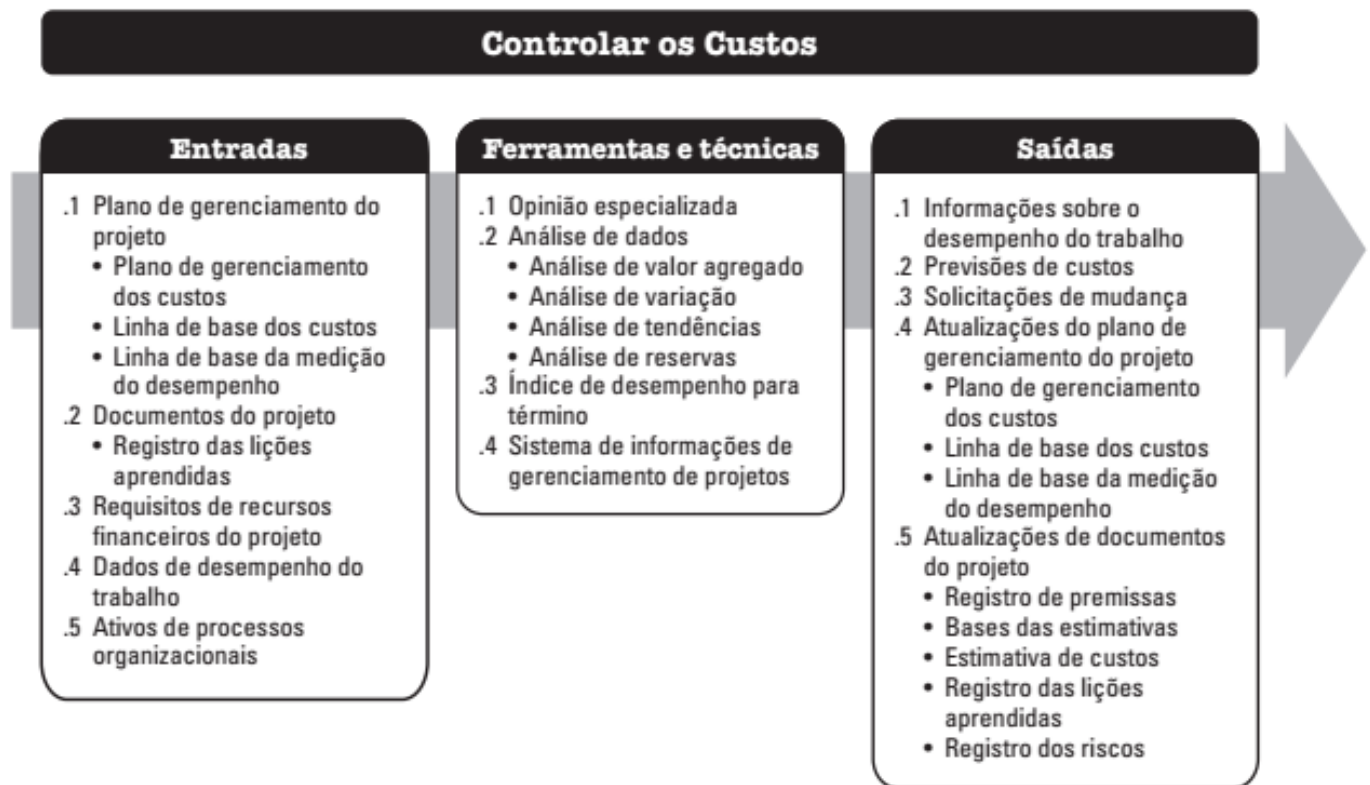 Controlar os Custos
Entradas
.1 Plano de gerenciamento do
projeto
• Plano de gerenciamento
dos custos
• Linha de base dos custos
• Linha de base da medição
do desempenho
.2 Documentos do projeto
• Registro das lições
aprendidas
.3 Requisitos de recursos
financeiros do projeto
.4 Dados de desempenho do
trabalho
.5 Ativos de processos
organizacionais
Ferramentas e técnicas
.1 Opinião especializada
.2 Análise de dados
• Análise de valor agregado
• Análise de variação
• Análise de tendências
• Análise de reservas
.3 Índice de desempenho para
término
.4 Sistema de informações de
gerenciamento de projetos
Saídas
.1 Informações sobre o
desempenho do trabalho
.2 Previsões de custos
.3 Solicitações de mudança
.4 Atualizações do plano de
gerenciamento do projeto
• Plano de gerenciamento
dos custos
• Linha de base dos custos
• Linha de base da medição
do desempenho
.5 Atualizações de documentos
do projeto
• Registro de premissas
• Bases das estimativas
• Estimativa de custos
• Registro das lições
aprendidas
• Registro dos riscos